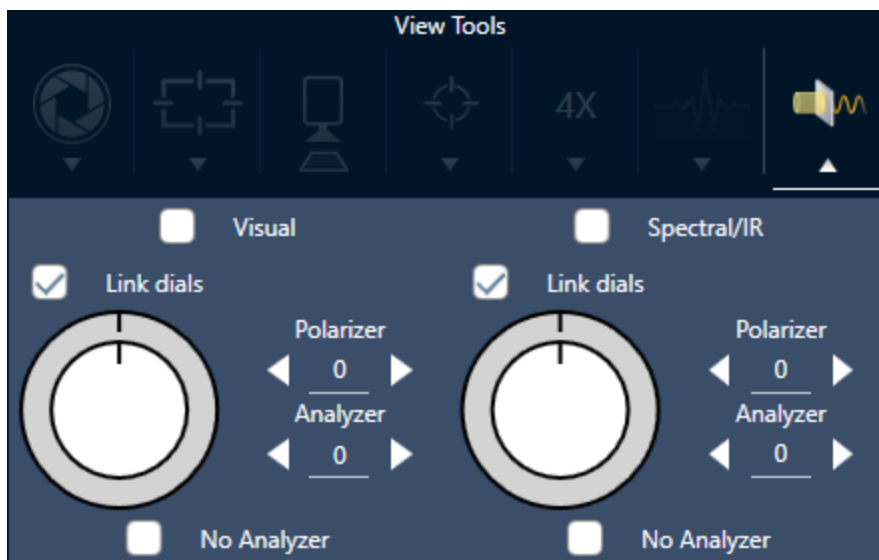 View Tools
4X
Visual
Spectral/IR
Link dials
Link dials
Polarizer
0
Analyzer
0
Polarizer
0
Analyzer
0
No Analyzer
No Analyzer